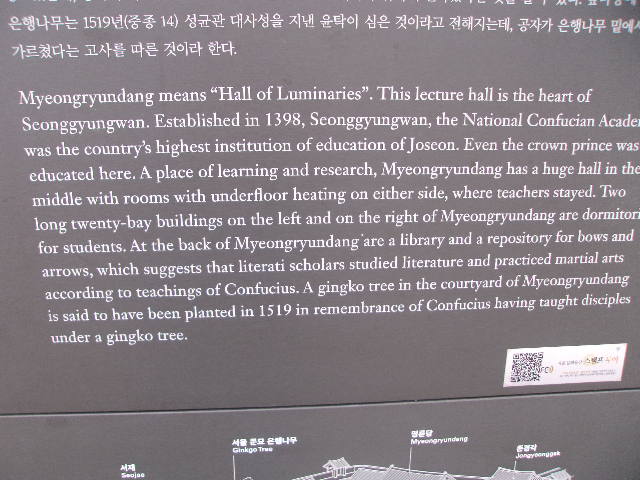 은행나무는 1519년(중종 14) 성균관 대사성을 지낸 윤탁이 심은 것이라고 전해지는데, 공자가 은행나무 밑에서
가르쳤다는 고사를 따른 것이라 한다.
Myeongryundang means “Hall of Luminaries”. This lecture hall is the heart of
Seonggyungwan. Established in 1398, Seonggyungwan, the National Confucian Acade
was the country’s highest institution of education of Joseon. Even the crown prince was
educated here. A place of learning and research, Myeongryundang has a huge hall in the
middle with rooms with underfloor heating on either side, where teachers stayed. Two
long twenty-bay buildings on the left and on the right of Myeongryundang are dormitori
for students. At the back of Myeongryundang are a library and a repository for bows and
arrows, which suggests that literati scholars studied literature and practiced martial arts
according to teachings of Confucius. A gingko tree in the courtyard of Myeongryundang
is said to have been planted in 1519 in remembrance of Confucius having taught disciples
under a gingko tree.
서울 문묘 은행나무
Ginkgo Tree
명륜당
Myeongryundang
존경각
Jongyeonggak
서재
Seojae